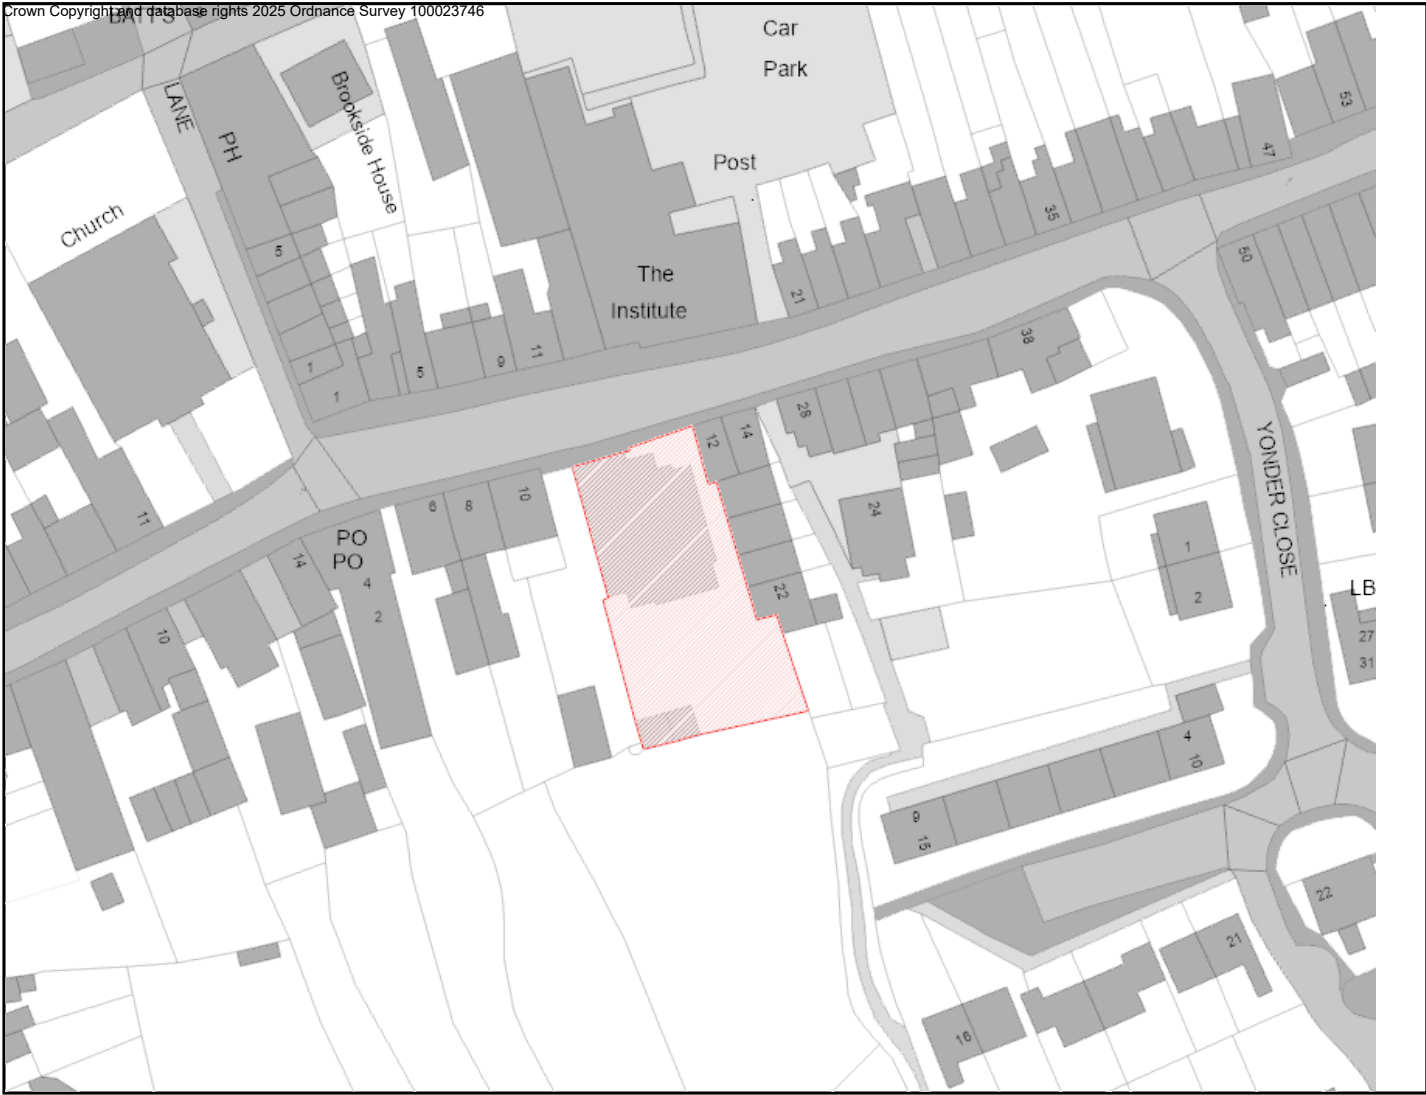 Crown Copyright and database rights 2025 Ordnance Survey 100023746
BATTS
Car
Park
LANE
PH
Brookside House
53
47
Post
Church
35
5
50
The
Institute
21
38
1
1
5
9
11
28
12
14
YONDER CLOSE
6
8
10
24
11
PO
PO
14
4
2
1
2
22
LB
10
27
31
4
10
9
15
22
21
16